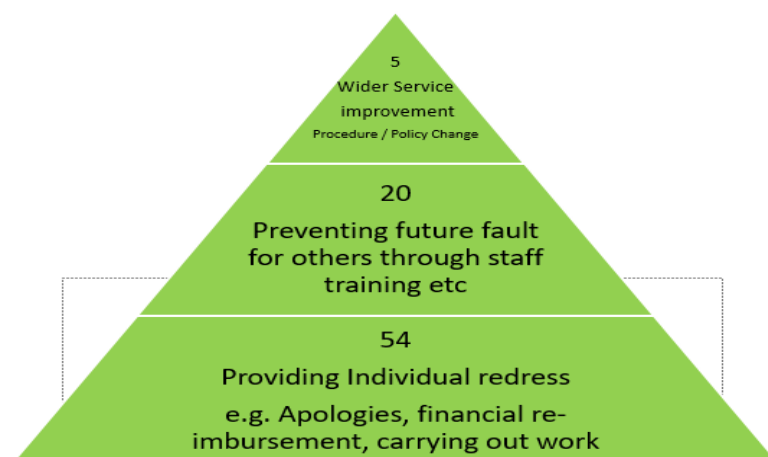 5
Wider Service
improvement
Procedure / Policy Change
20
Preventing future fault
for others through staff
training etc
54
Providing Individual redress
e.g. Apologies, financial re-
imbursement, carrying out work